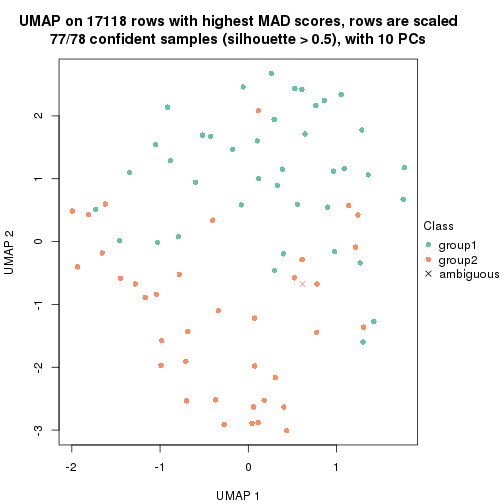 UMAP on 17118 rows with highest MAD scores, rows are scaled
77/78 confident samples (silhouette > 0.5), with 10 PCs
2
1
0
-1
-2
-3
UMAP 2
-2
-1
0
1
UMAP 1
Class
group1
group2
ambiguous